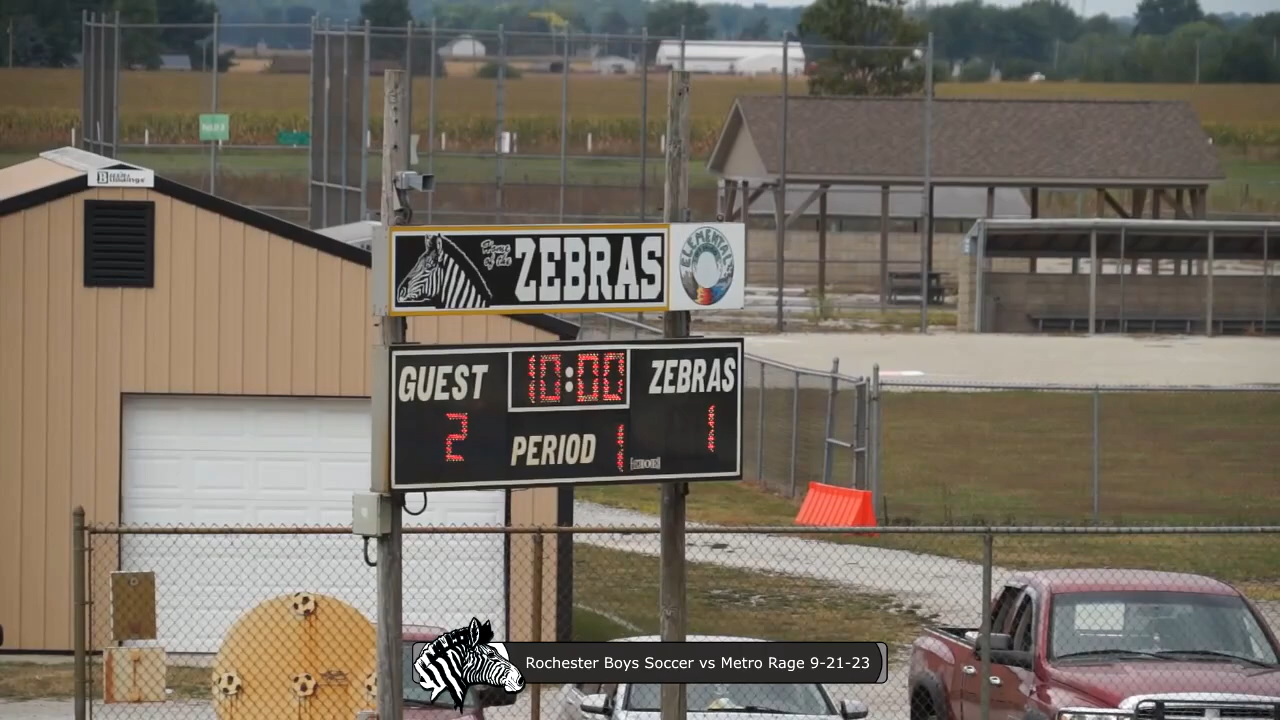 Home
of the
ZEBRAS
ELEMENTAL
GUEST
10:00
ZEBRAS
2
PERIOD
1
1
Rochester Boys Soccer vs Metro Rage 9-21-23